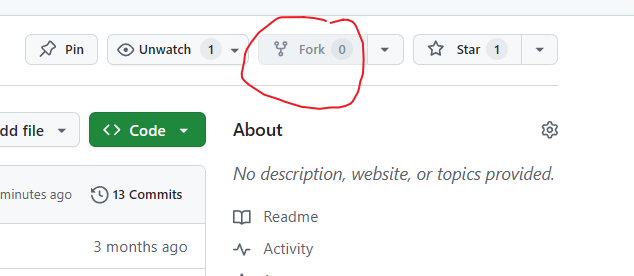 Pin Unwatch 1 Fork 0 Star 1
dd file Code About
No description, website, or topics provided.
minutes ago 13 Commits
Readme
3 months ago Activity